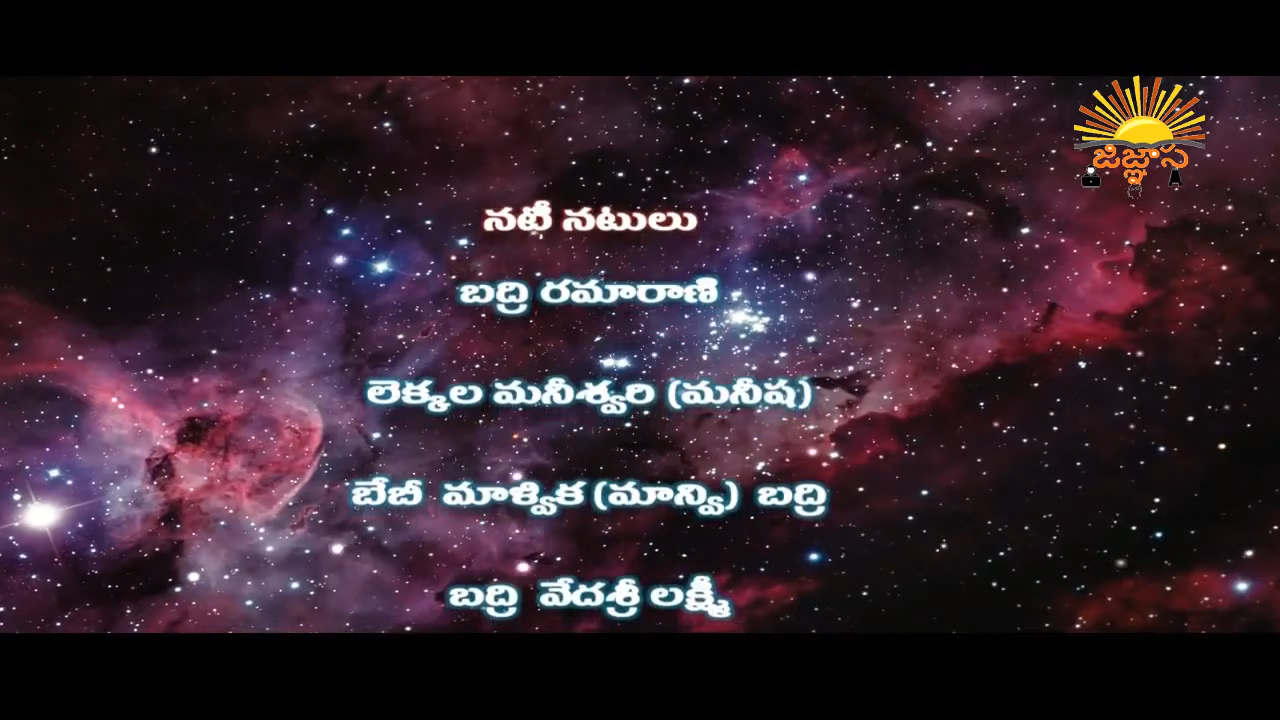 జిజ్ఞాస
నటీ నటులు
బద్రి రమారాణి
లెక్కల మనీశ్వరి (మనీష)
బేబీ మాళ్విక (మాన్వి) బద్రి
బద్రి వేదశ్రీ లక్ష్మీ